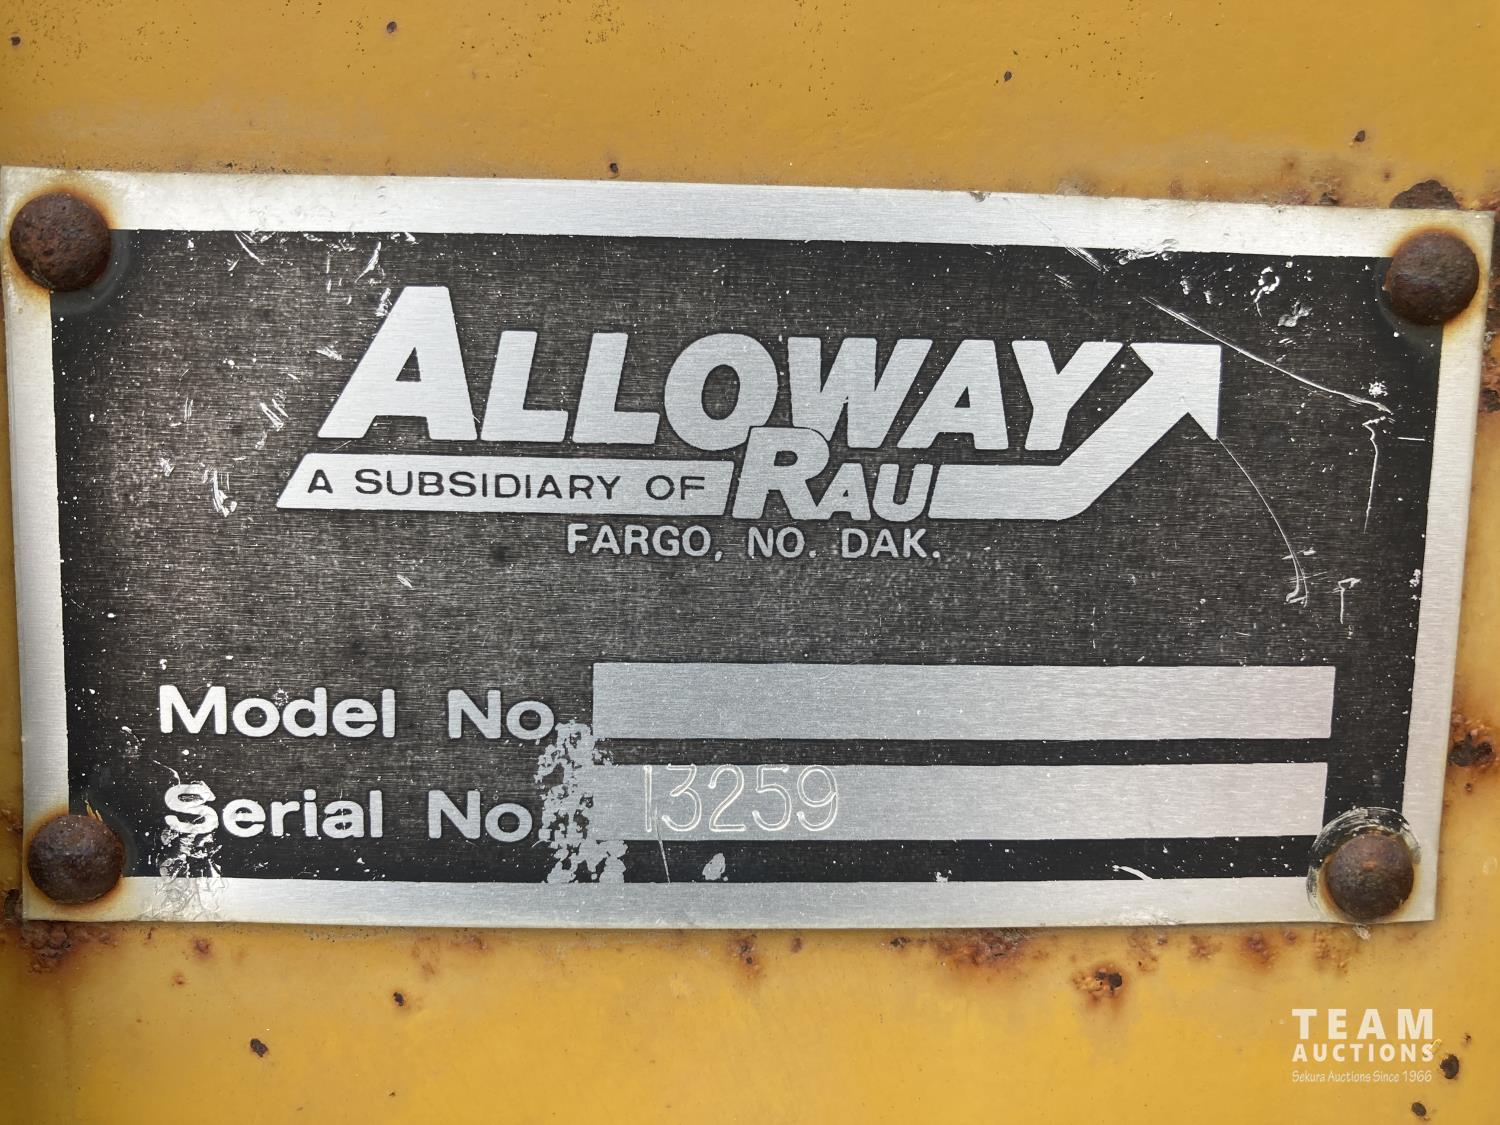 ALLOWAY
A SUBSIDIARY OF RAU
FARGO, NO. DAK.
Model No.
Serial No. 13259
TEAM
AUCTIONS
Sekura Auctions Since 1966